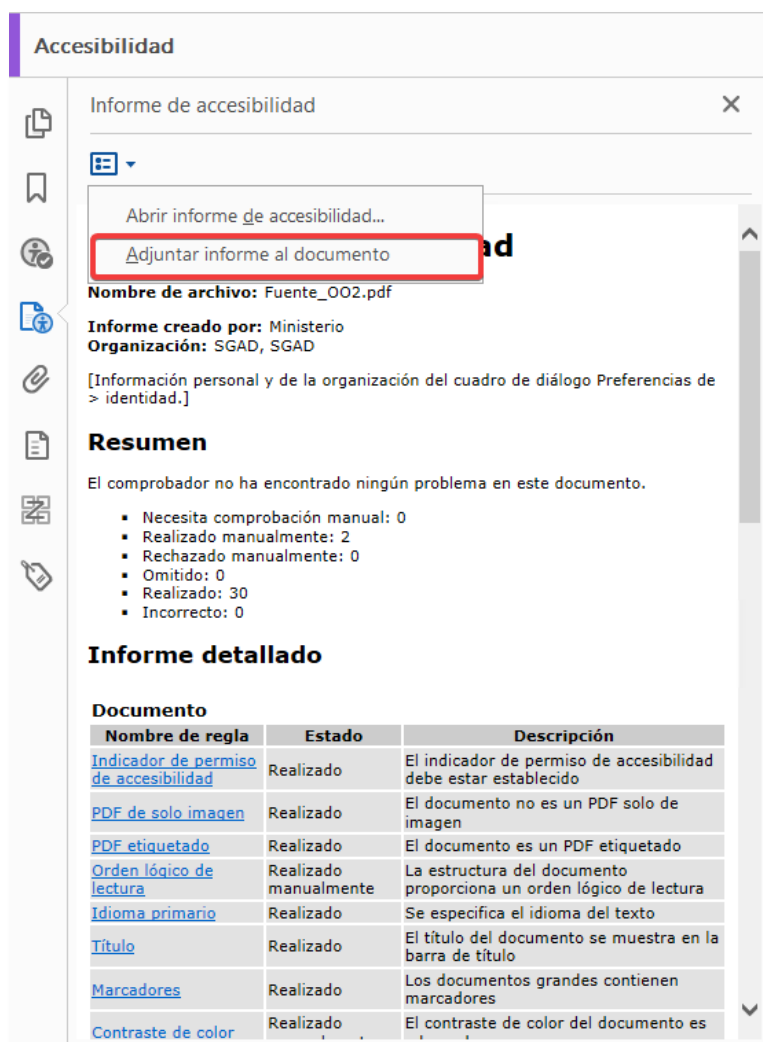 Accesibilidad
Informe de accesibilidad
Abrir informe de accesibilidad...
Adjuntar informe al documento
ad
Nombre de archivo: Fuente_OO2.pdf
Informe creado por: Ministerio
Organización: SGAD, SGAD
[Información personal y de la organización del cuadro de diálogo Preferencias de
> identidad.]
Resumen
El comprobador no ha encontrado ningún problema en este documento.
▪ Necesita comprobación manual: 0
▪ Realizado manualmente: 2
▪ Rechazado manualmente: 0
▪ Omitido: 0
▪ Realizado: 30
▪ Incorrecto: 0
Informe detallado
Documento
Nombre de regla Estado Descripción
Indicador de permiso de accesibilidad Realizado El indicador de permiso de accesibilidad debe estar establecido
PDF de solo imagen Realizado El documento no es un PDF solo de imagen
PDF etiquetado Realizado El documento es un PDF etiquetado
Orden lógico de lectura Realizado manualmente La estructura del documento proporciona un orden lógico de lectura
Idioma primario Realizado Se especifica el idioma del texto
Título Realizado El título del documento se muestra en la barra de título
Marcadores Realizado Los documentos grandes contienen marcadores
Contraste de color Realizado El contraste de color del documento es